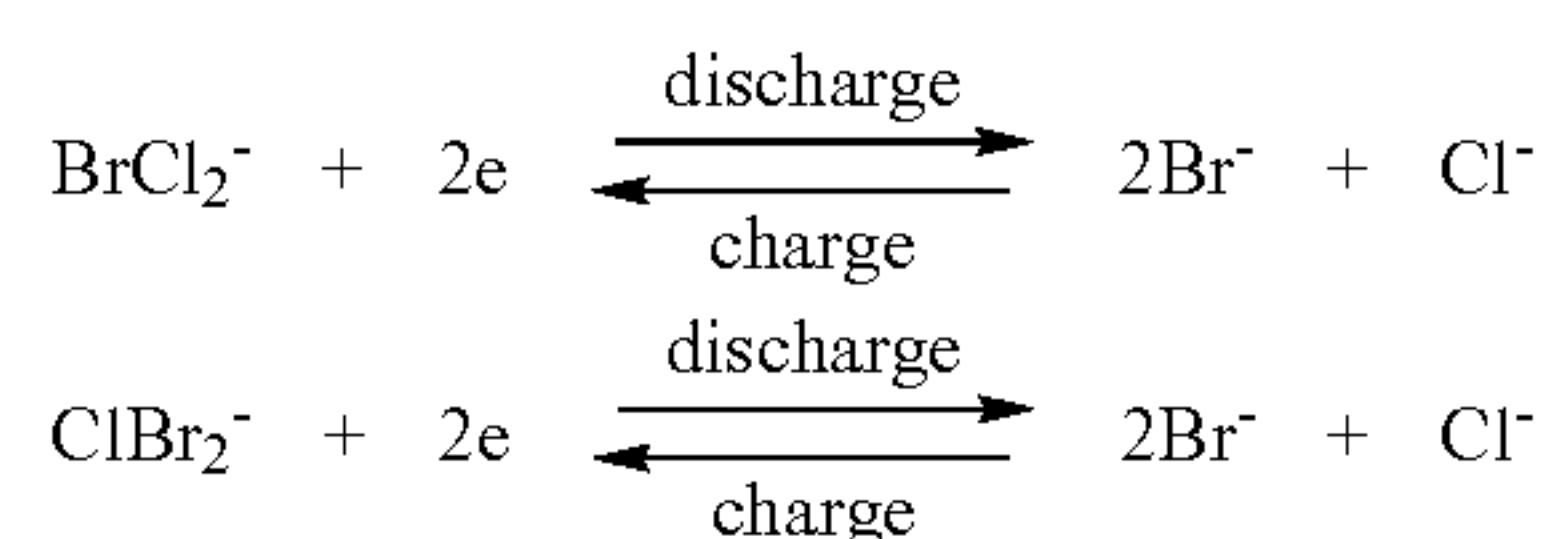 discharge
BrCl₂⁻ + 2e 2Br⁻ + Cl⁻
charge
discharge
ClBr₂⁻ + 2e 2Br⁻ + Cl⁻
charge